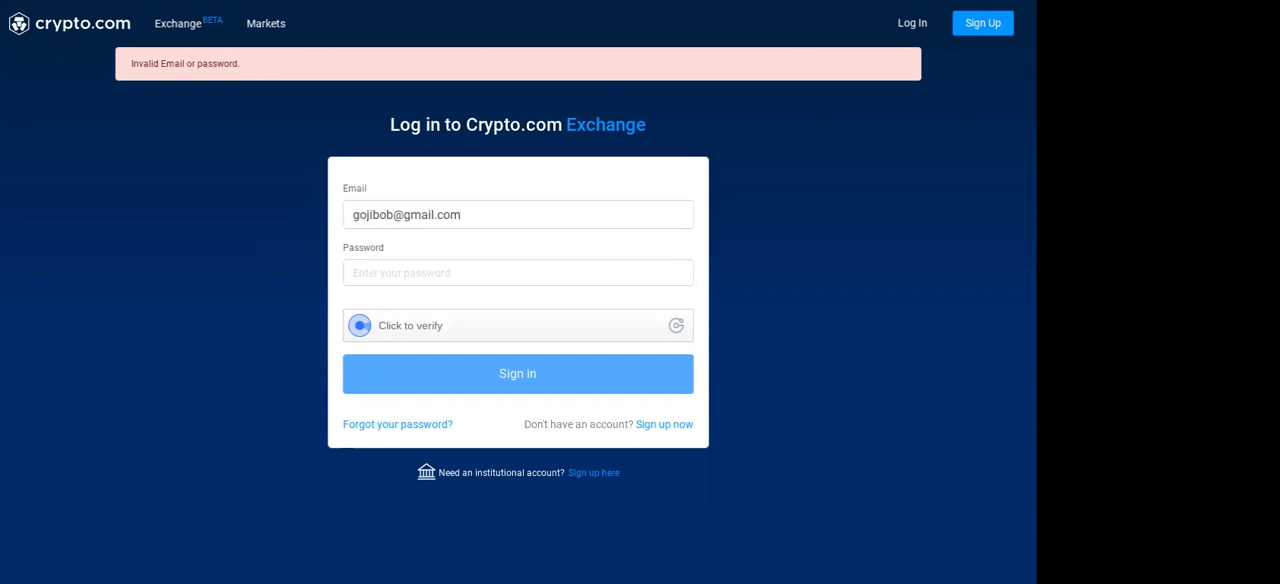 crypto.com Exchange BETA Markets Log In Sign Up
Invalid Email or password.
Log in to Crypto.com Exchange
Email
gojibob@gmail.com
Password
Enter your password
Click to verify
Sign in
Forgot your password? Don't have an account? Sign up now
Need an institutional account? Sign up here